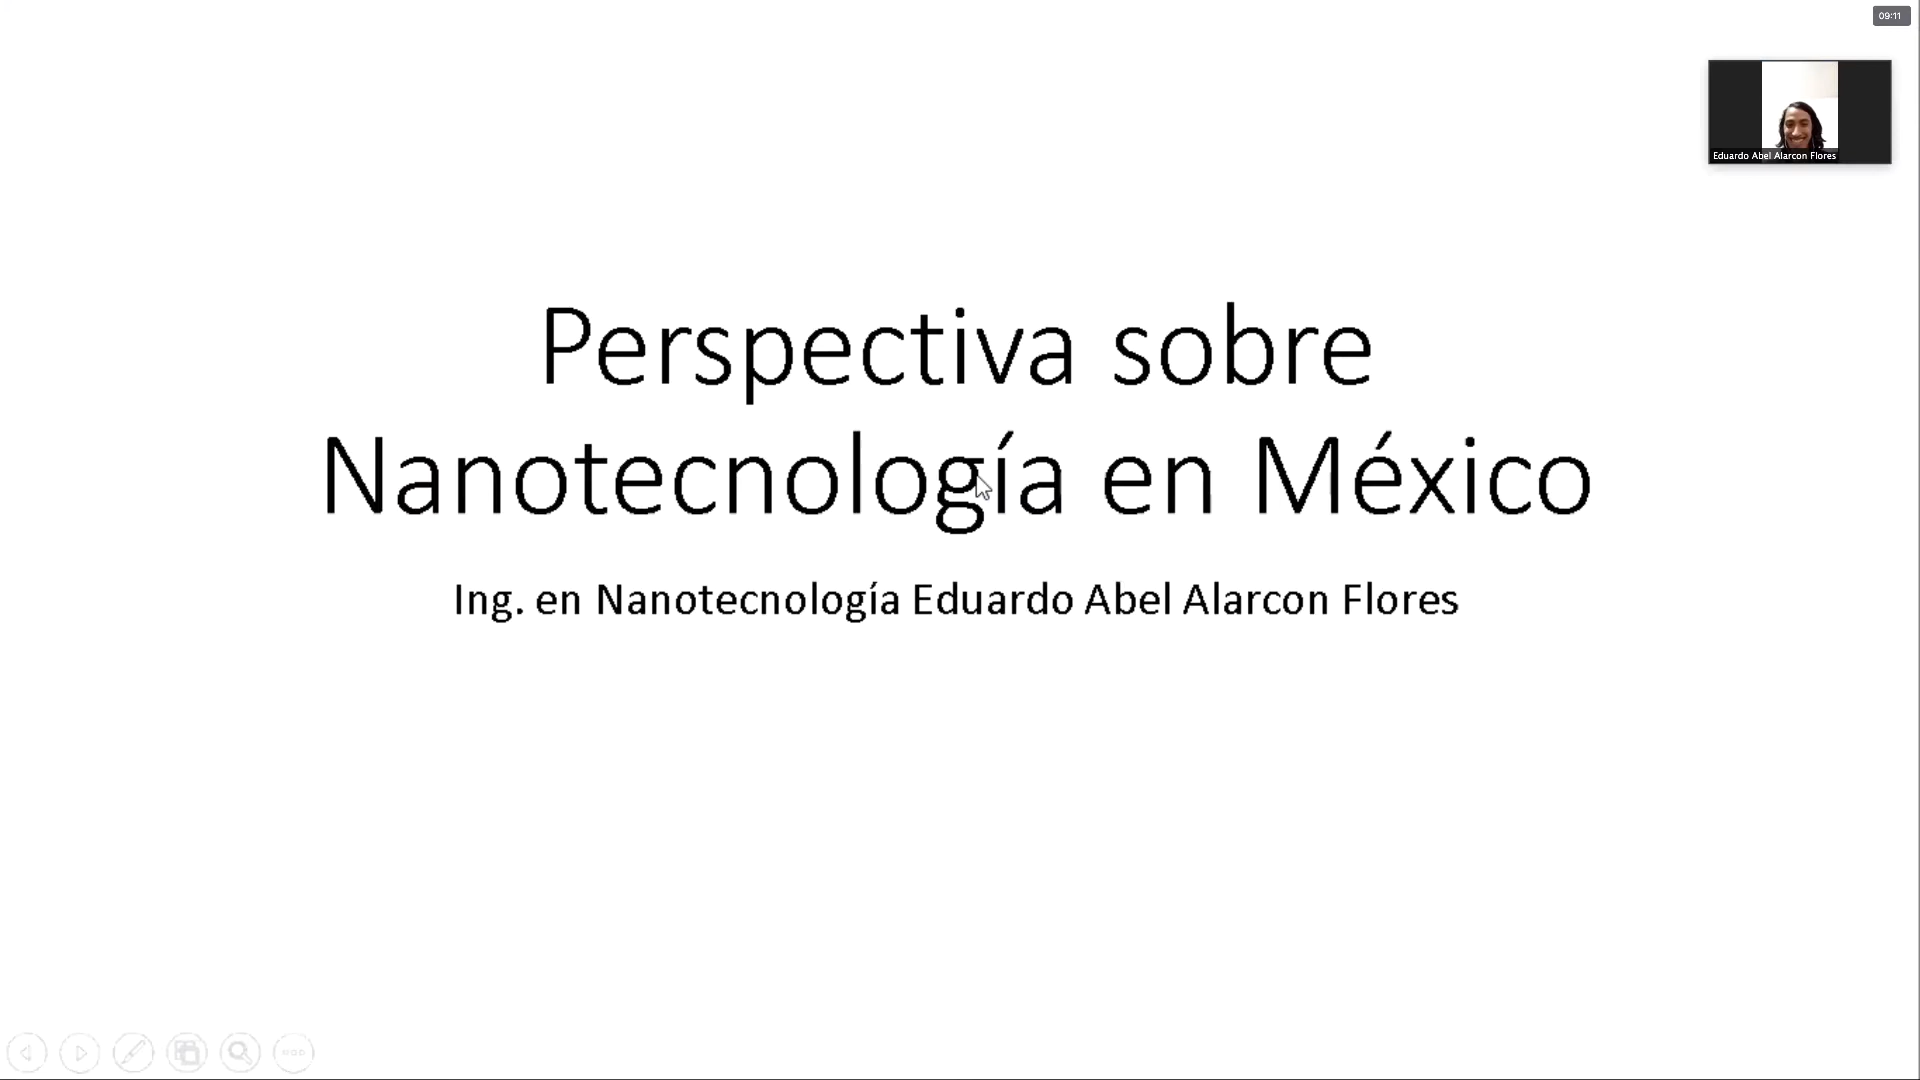 09:11
Eduardo Abel Alarcon Flores
Perspectiva sobre
Nanotecnología en México
Ing. en Nanotecnología Eduardo Abel Alarcon Flores